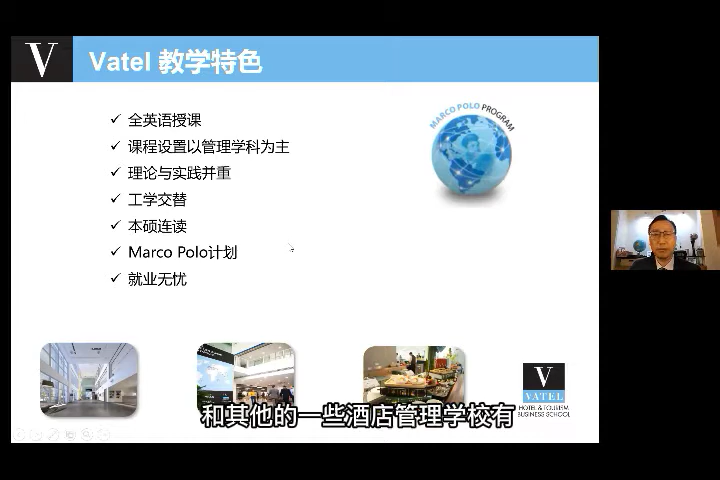 V
Vatel 教学特色
全英语授课
课程设置以管理学科为主
理论与实践并重
工学交替
本硕连读
Marco Polo计划
就业无忧
MARCO POLO PROGRAM
V
VATEL
HOTEL & TOURISM
BUSINESS SCHOOL
和其他的一些酒店管理学校有